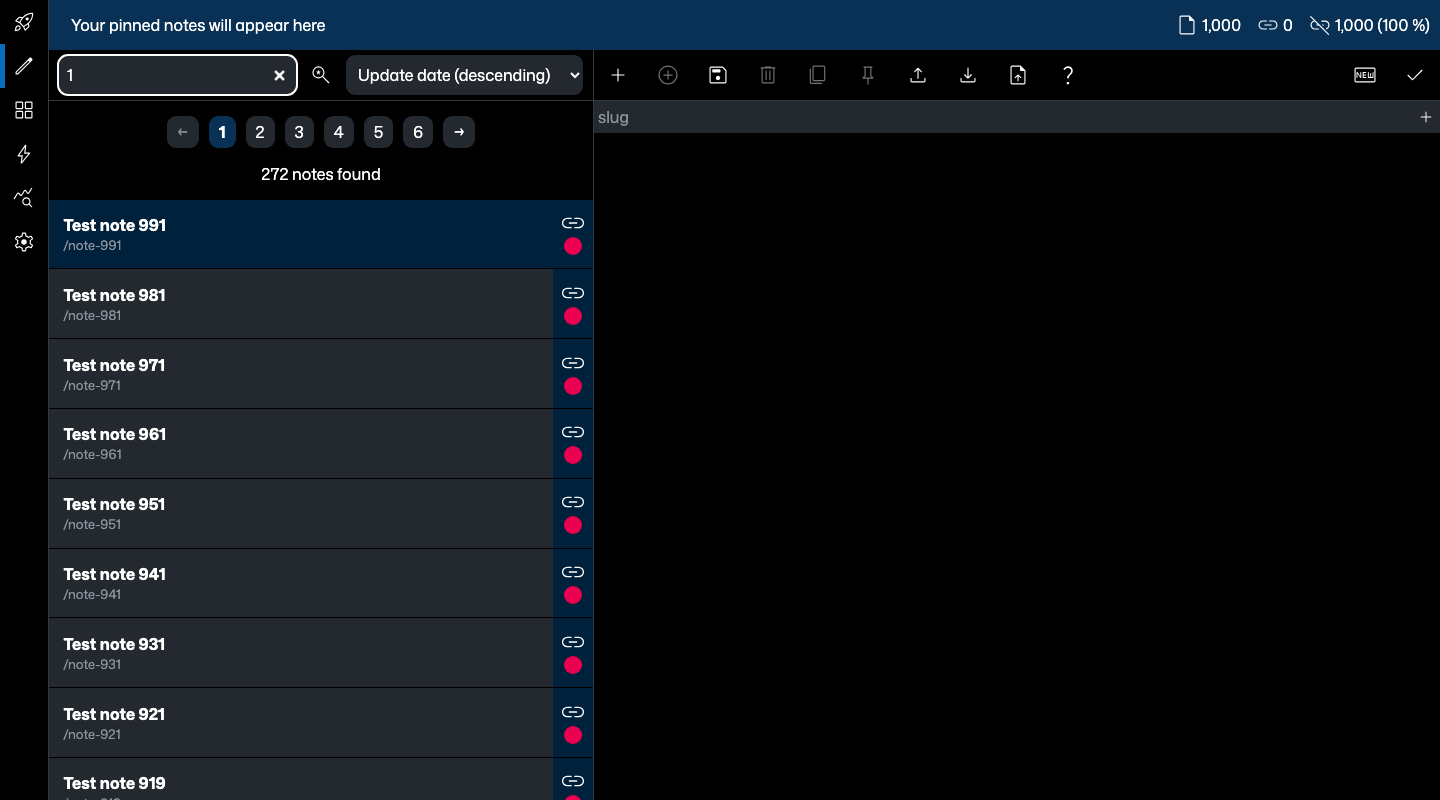 Your pinned notes will appear here
1,000
0
1,000 (100 %)
1
Update date (descending)
NEW
slug
1 2 3 4 5 6
272 notes found
Test note 991
/note-991
Test note 981
/note-981
Test note 971
/note-971
Test note 961
/note-961
Test note 951
/note-951
Test note 941
/note-941
Test note 931
/note-931
Test note 921
/note-921
Test note 919